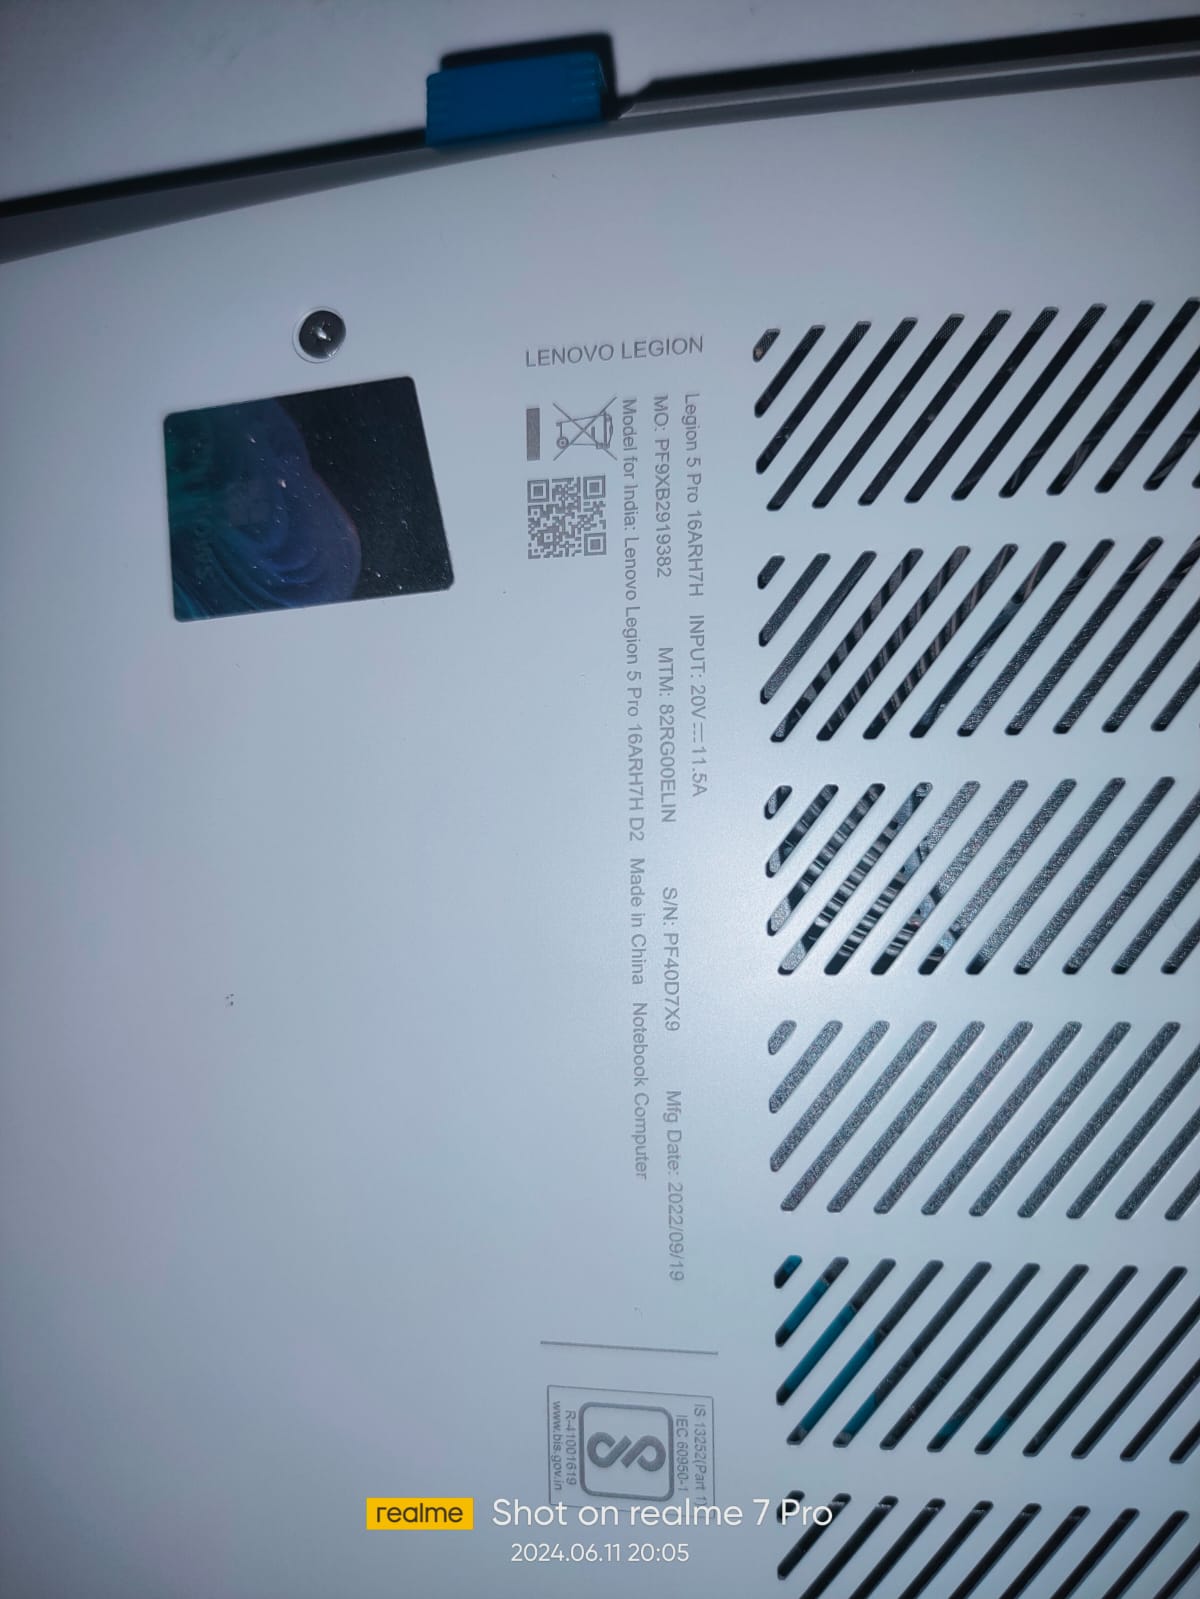 LENOVO LEGION
Legion 5 Pro 16ARH7H INPUT: 20V⎓11.5A
MO: PF9XB2919382 MTM: 82RG00ELIN S/N: PF40D7X9 Mfg Date: 2022/09/19
Model for India: Lenovo Legion 5 Pro 16ARH7H D2 Made in China Notebook Computer
IS 13252(Part 1)
IEC 60950-1
R-41001619
www.bis.gov.in
realme Shot on realme 7 Pro
2024.06.11 20:05